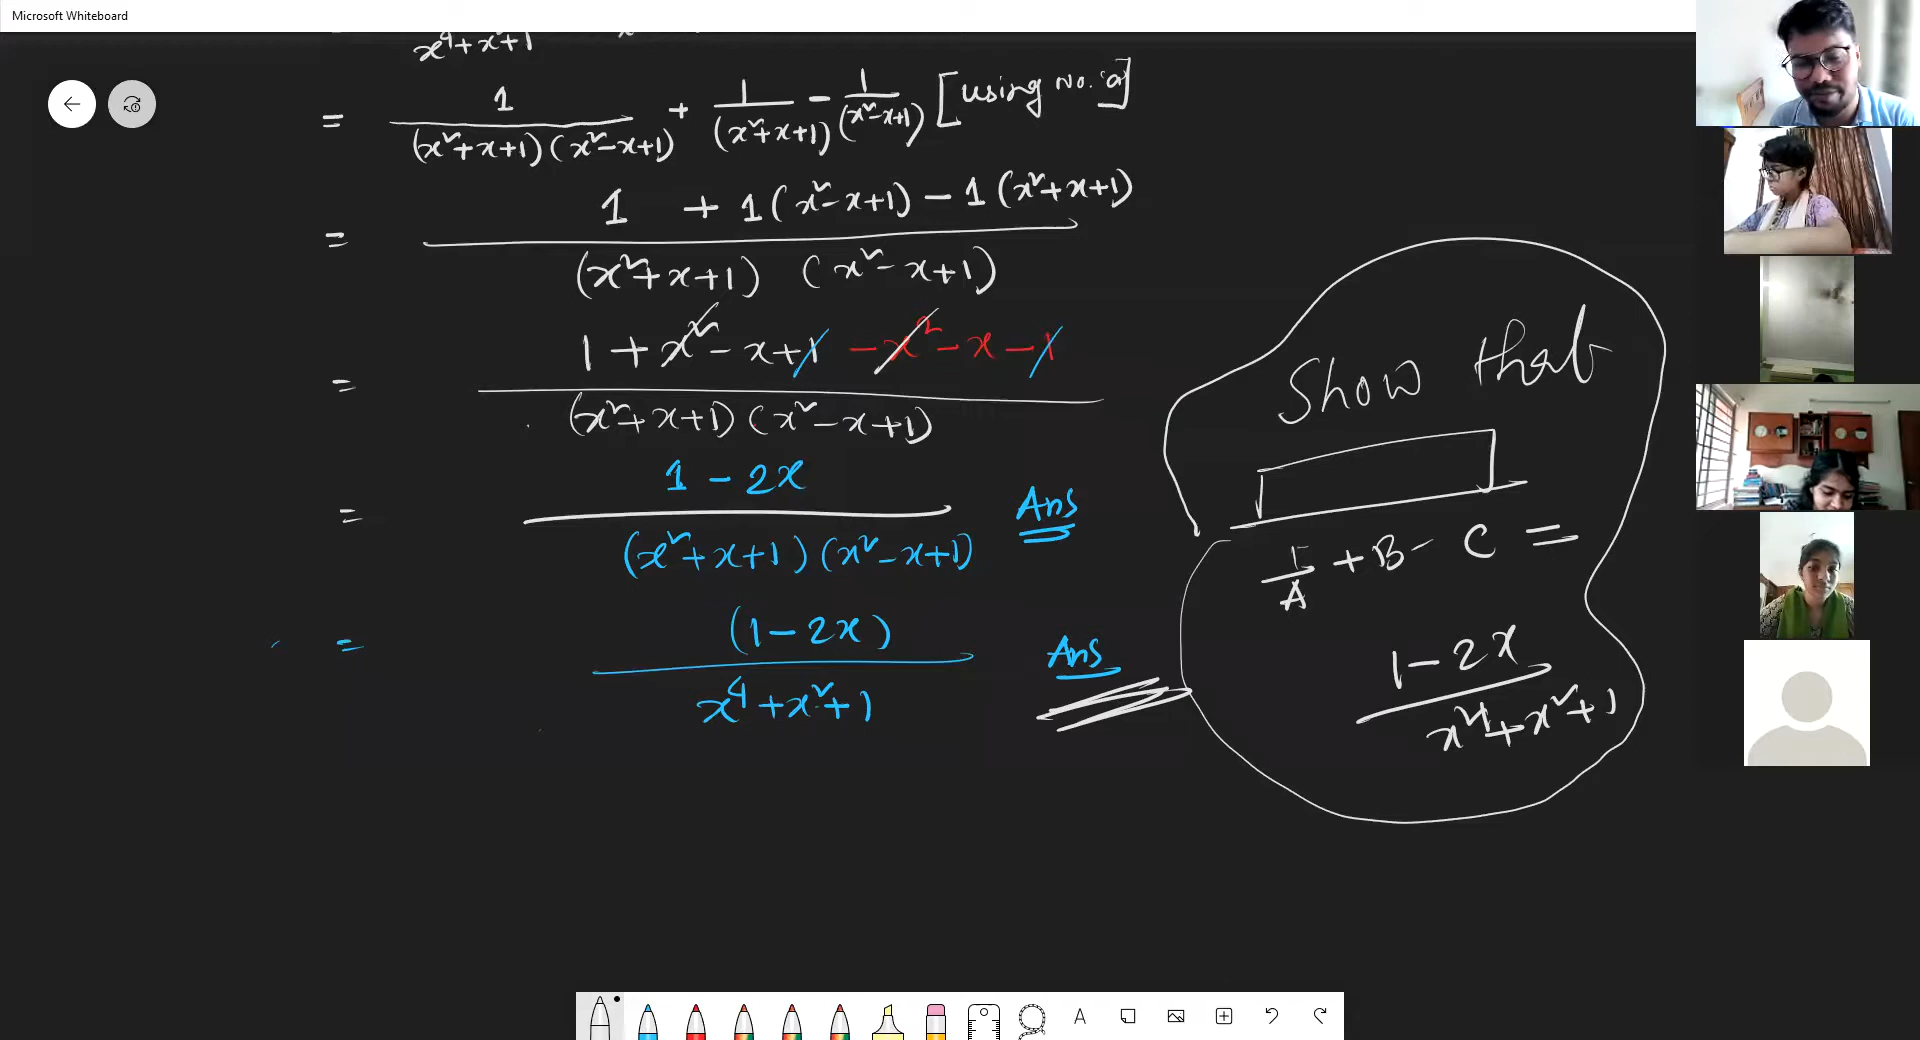 Microsoft Whiteboard
x⁴+x²+1
= 1/((x²+x+1)(x²-x+1)) + 1/(x²+x+1) - 1/(x²-x+1) [using No. 'a']
= (1 + 1(x²-x+1) - 1(x²+x+1))/((x²+x+1) (x²-x+1))
= (1+x²-x+1 -x²-x-1)/((x²+x+1)(x²-x+1))
= (1-2x)/((x²+x+1)(x²-x+1)) Ans
= (1-2x)/(x⁴+x²+1) Ans
Show that
1/A + B - C =
(1-2x)/(x⁴+x²+1)
A